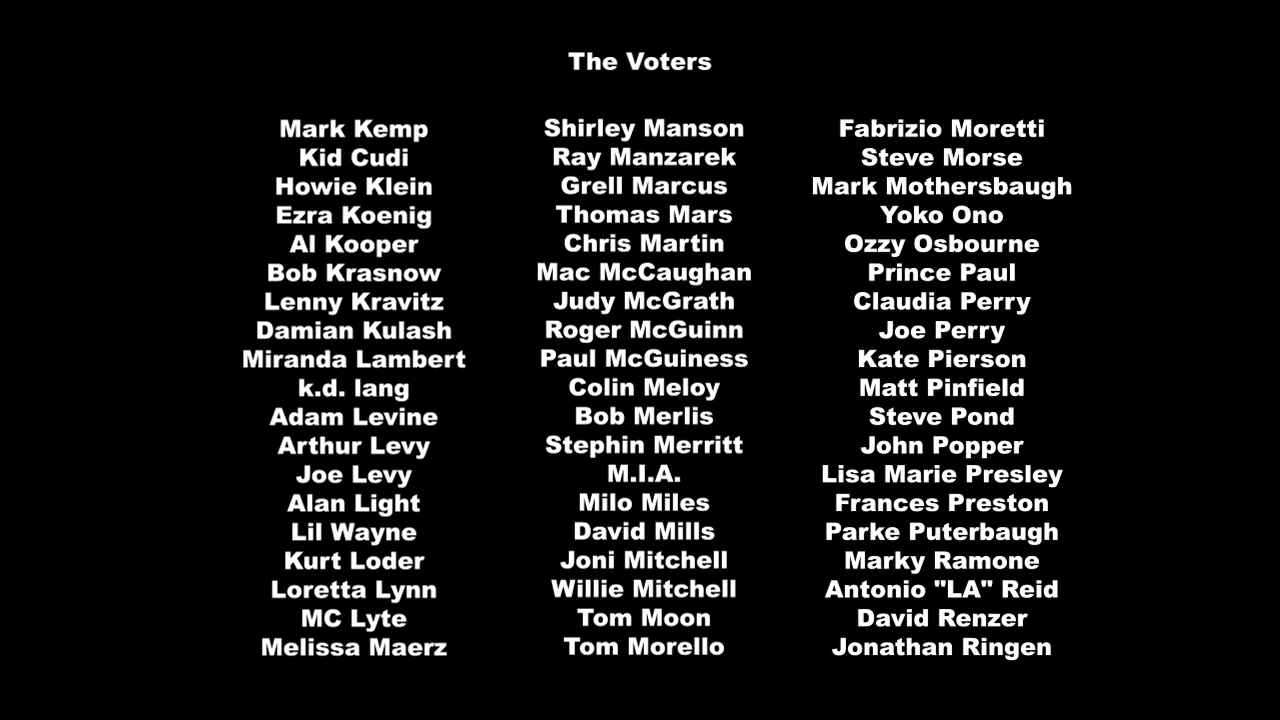 The Voters
Mark Kemp
Kid Cudi
Howie Klein
Ezra Koenig
Al Kooper
Bob Krasnow
Lenny Kravitz
Damian Kulash
Miranda Lambert
k.d. lang
Adam Levine
Arthur Levy
Joe Levy
Alan Light
Lil Wayne
Kurt Loder
Loretta Lynn
MC Lyte
Melissa Maerz
Shirley Manson
Ray Manzarek
Grell Marcus
Thomas Mars
Chris Martin
Mac McCaughan
Judy McGrath
Roger McGuinn
Paul McGuiness
Colin Meloy
Bob Merlis
Stephin Merritt
M.I.A.
Milo Miles
David Mills
Joni Mitchell
Willie Mitchell
Tom Moon
Tom Morello
Fabrizio Moretti
Steve Morse
Mark Mothersbaugh
Yoko Ono
Ozzy Osbourne
Prince Paul
Claudia Perry
Joe Perry
Kate Pierson
Matt Pinfield
Steve Pond
John Popper
Lisa Marie Presley
Frances Preston
Parke Puterbaugh
Marky Ramone
Antonio "LA" Reid
David Renzer
Jonathan Ringen